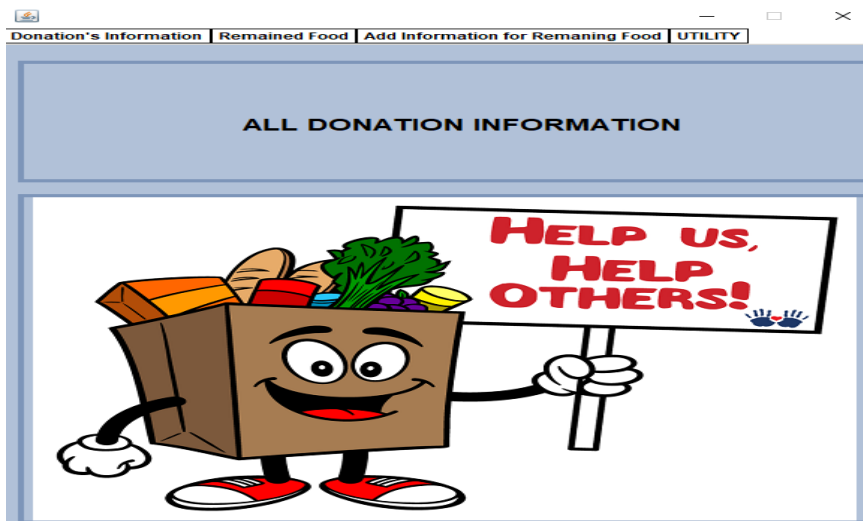 Donation's Information Remained Food Add Information for Remaning Food UTILITY
ALL DONATION INFORMATION
HELP US,
HELP
OTHERS!